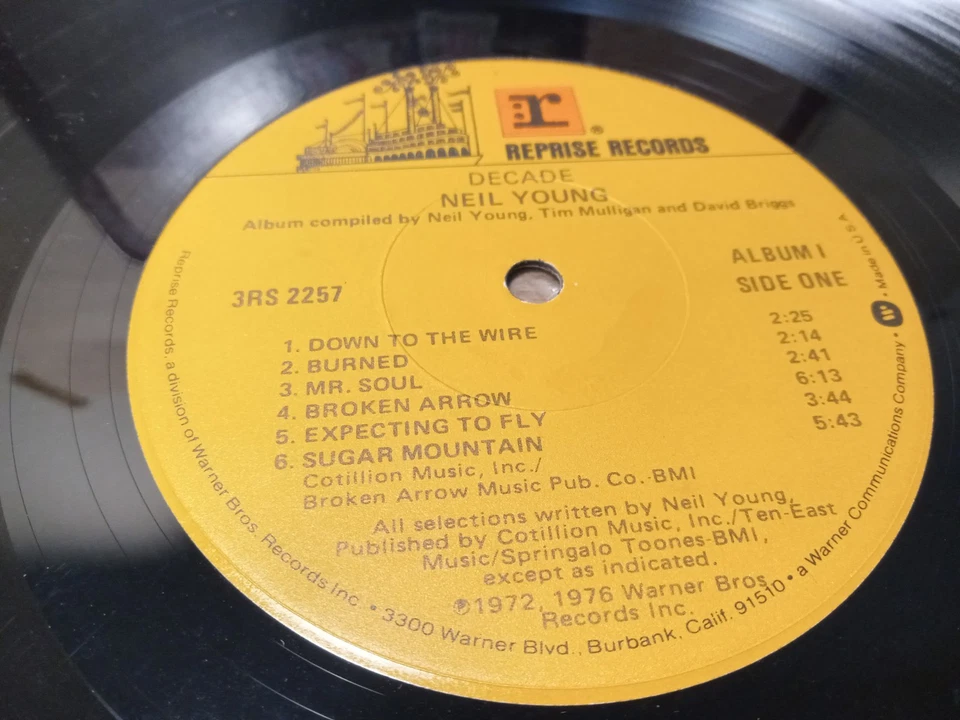 r
®
REPRISE RECORDS
DECADE
NEIL YOUNG
Album compiled by Neil Young, Tim Mulligan and David Briggs
3RS 2257
ALBUM I
SIDE ONE
1. DOWN TO THE WIRE 2:25
2. BURNED 2:14
3. MR. SOUL 2:41
4. BROKEN ARROW 6:13
5. EXPECTING TO FLY 3:44
6. SUGAR MOUNTAIN 5:43
Cotillion Music, Inc./
Broken Arrow Music Pub. Co.-BMI
All selections written by Neil Young,
Published by Cotillion Music, Inc./Ten-East
Music/Springalo Toones-BMI,
except as indicated.
℗1972, 1976 Warner Bros.
Records Inc.
Reprise Records, a division of Warner Bros. Records Inc. • 3300 Warner Blvd., Burbank, Calif. 91510 • a Warner Communications Company • W • Made in U S A